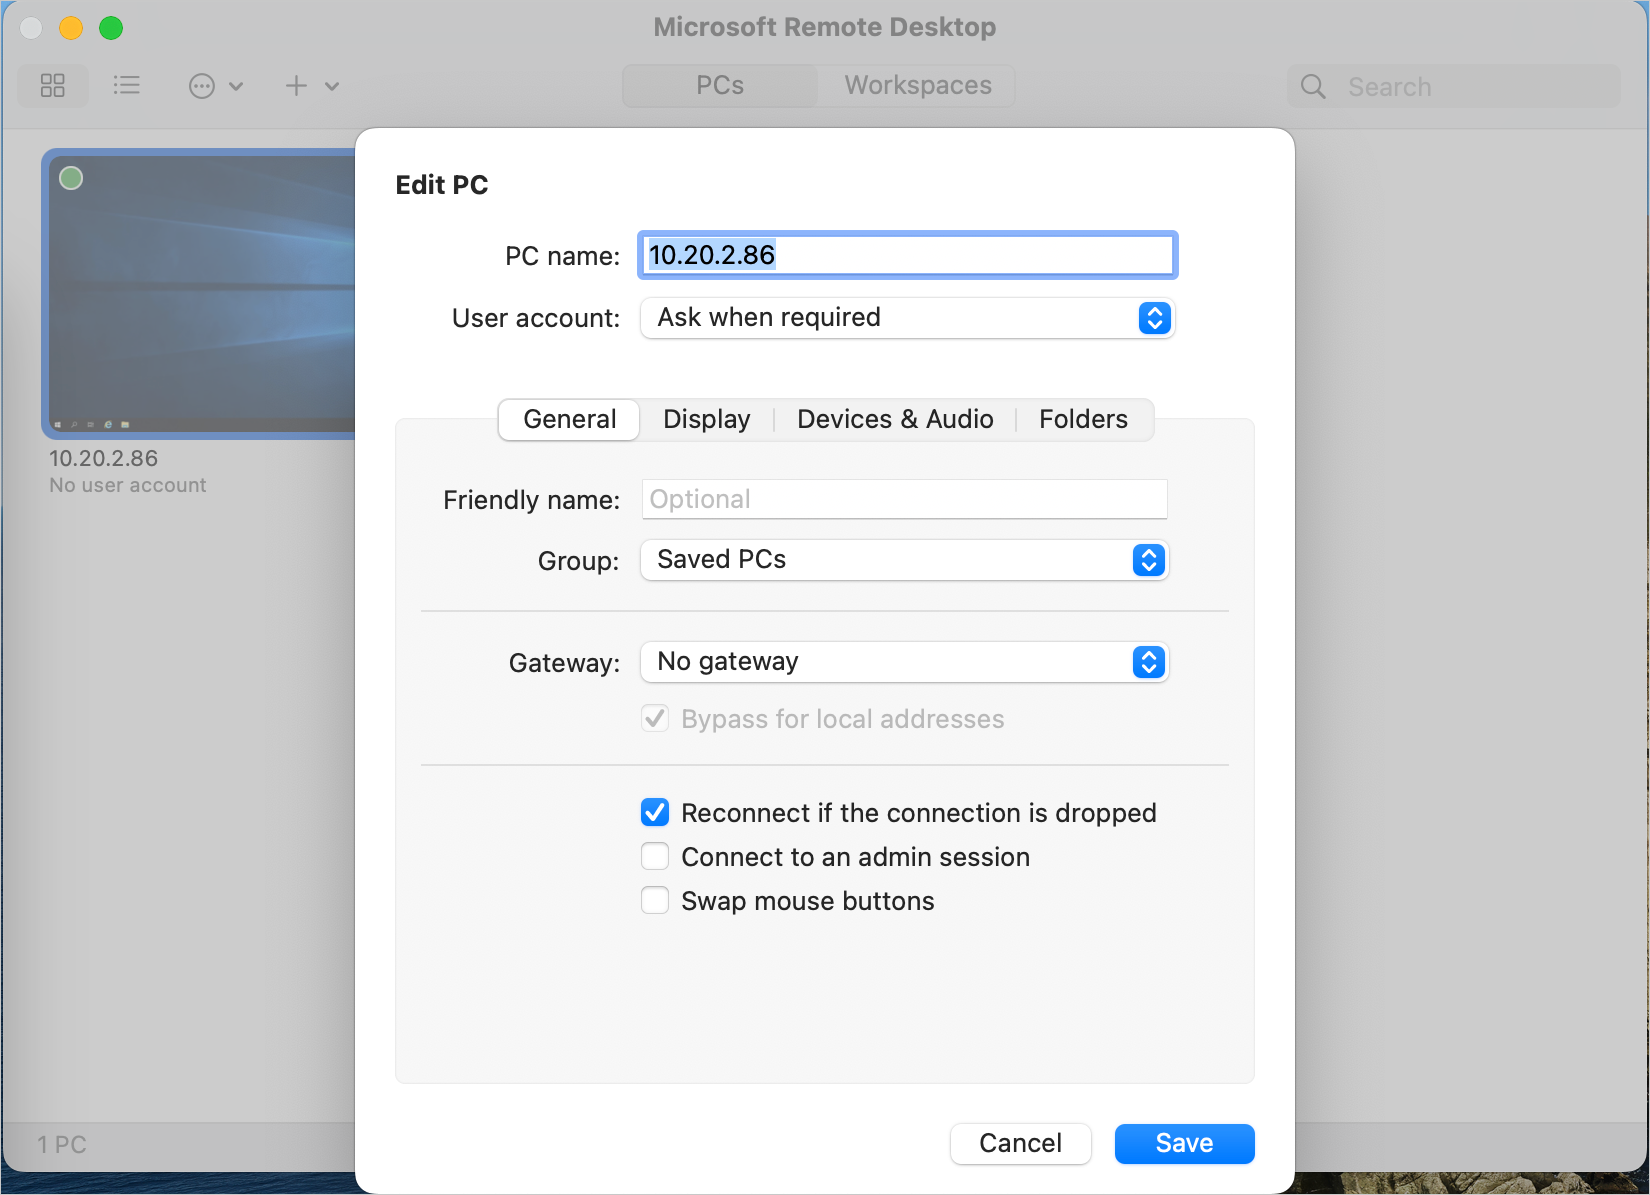 Microsoft Remote Desktop
PCs
Workspaces
Search
10.20.2.86
No user account
Edit PC
PC name: 10.20.2.86
User account: Ask when required
General Display Devices & Audio Folders
Friendly name: Optional
Group: Saved PCs
Gateway: No gateway
Bypass for local addresses
Reconnect if the connection is dropped
Connect to an admin session
Swap mouse buttons
1 PC
Cancel Save